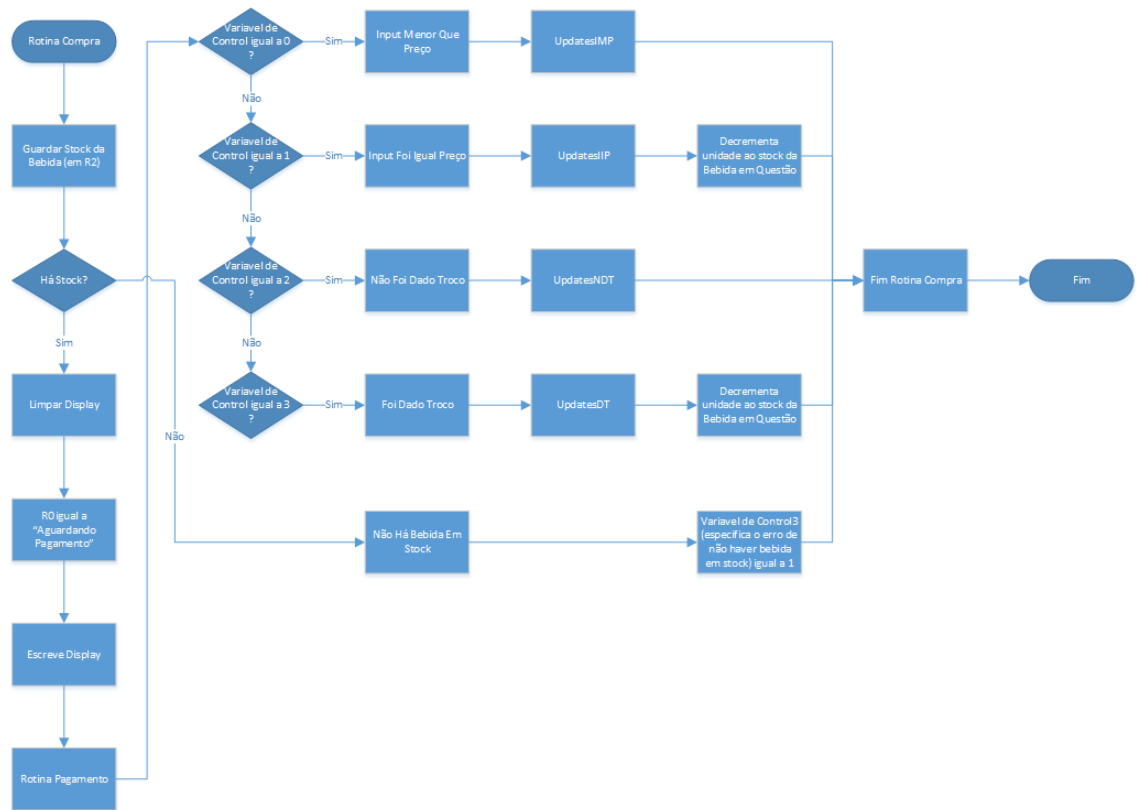 Rotina Compra
Guardar Stock da
Bebida (em R2)
Há Stock?
Sim
Não
Limpar Display
R0 igual a
“Aguardando
Pagamento”
Escreve Display
Rotina Pagamento
Variavel de
Control igual a 0
?
Sim
Input Menor Que
Preço
UpdatesIMP
Não
Variavel de
Control igual a 1
?
Sim
Input Foi Igual Preço
UpdatesIIP
Decrementa
unidade ao stock da
Bebida em Questão
Não
Variavel de
Control igual a 2
?
Sim
Não Foi Dado Troco
UpdatesNDT
Não
Variavel de
Control igual a 3
?
Sim
Foi Dado Troco
UpdatesDT
Decrementa
unidade ao stock da
Bebida em Questão
Não Há Bebida Em
Stock
Variavel de Control3
(especifica o erro de
não haver bebida
em stock) igual a 1
Fim Rotina Compra
Fim